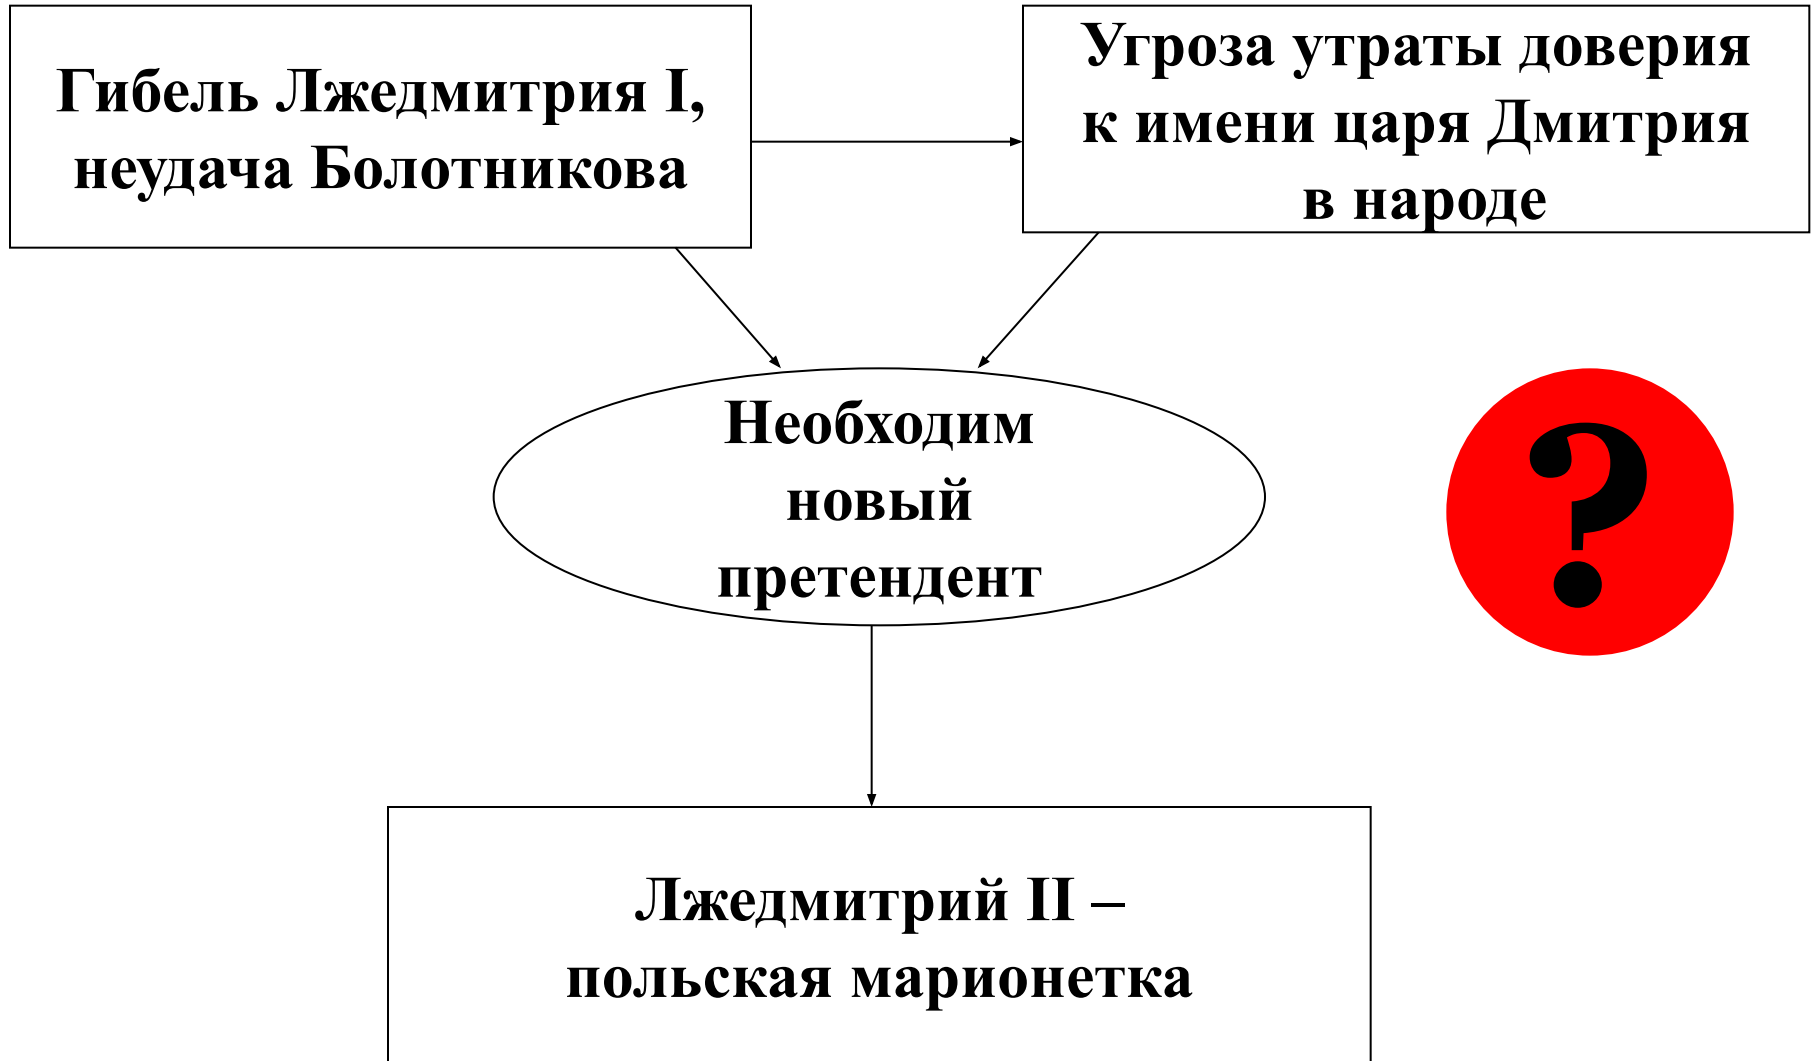 Гибель Лжедмитрия I,
неудача Болотникова
Угроза утраты доверия
к имени царя Дмитрия
в народе
Необходим
новый
претендент
?
Лжедмитрий II –
польская марионетка